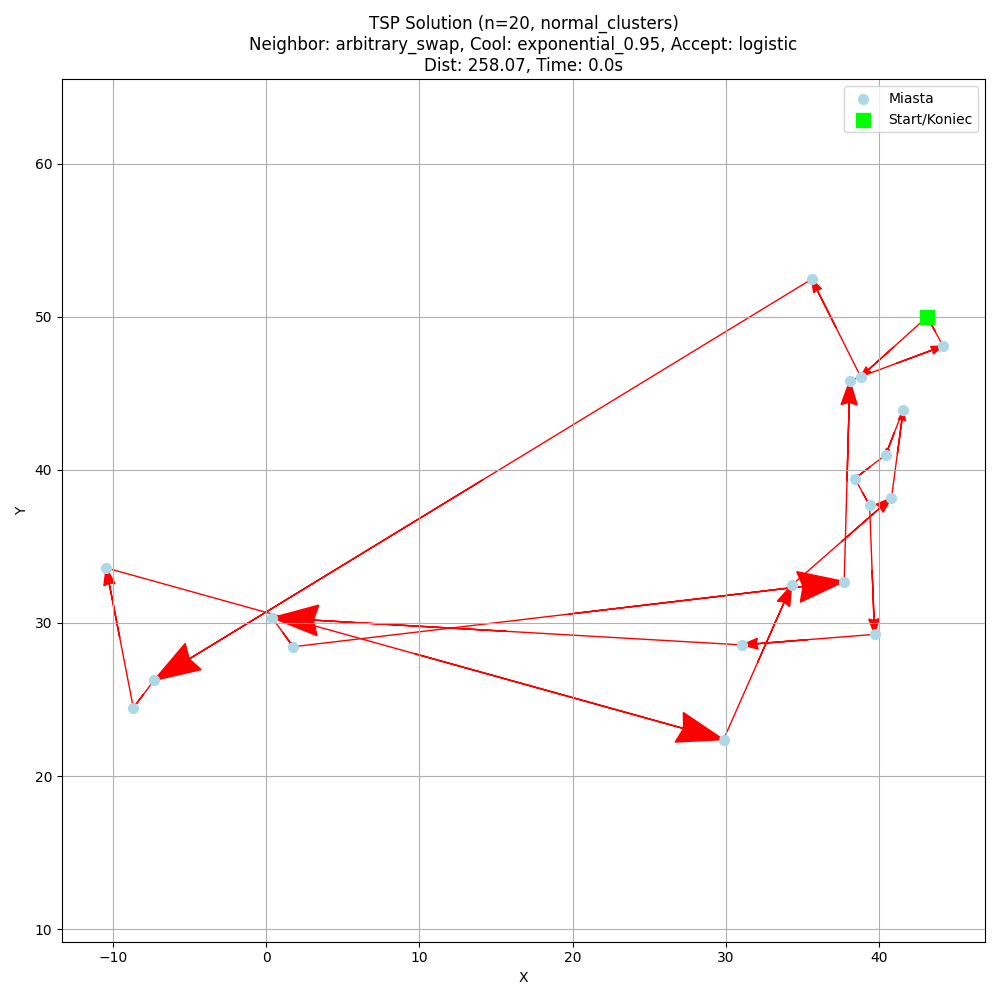 TSP Solution (n=20, normal_clusters)
Neighbor: arbitrary_swap, Cool: exponential_0.95, Accept: logistic
Dist: 258.07, Time: 0.0s
Miasta
Start/Koniec
60
50
40
30
20
10
Y
−10 0 10 20 30 40
X